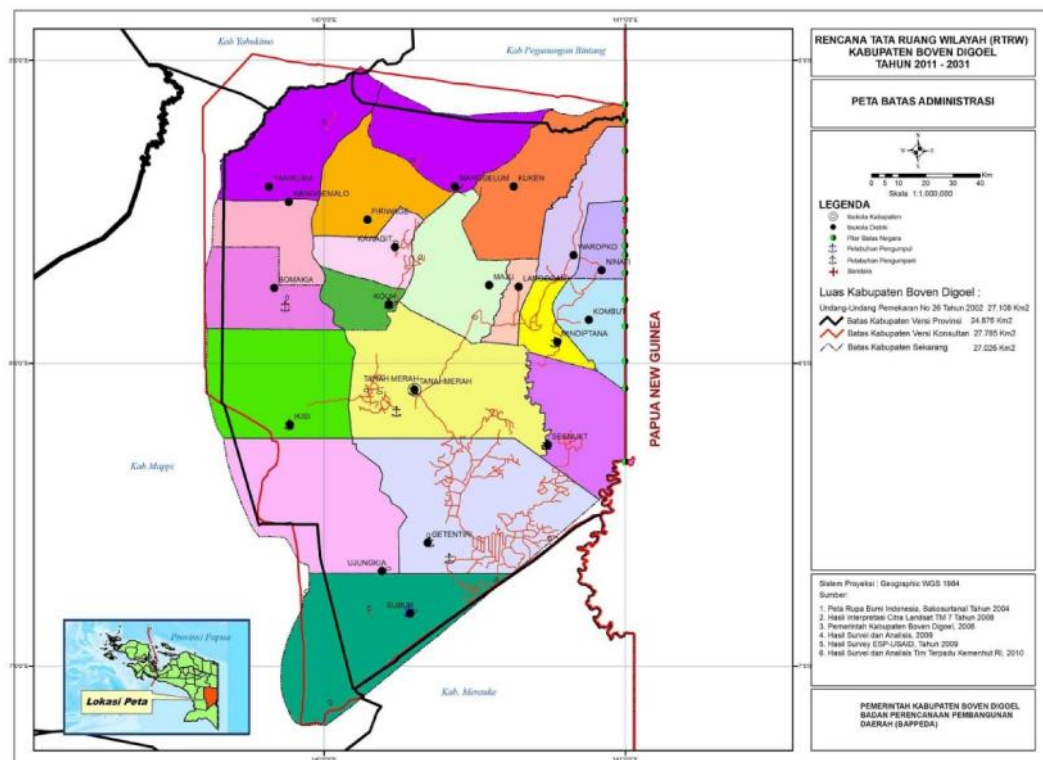 RENCANA TATA RUANG WILAYAH (RTRW)
KABUPATEN BOVEN DIGOEL
TAHUN 2011 - 2031
PETA BATAS ADMINISTRASI
0 5 10 20 30 40 Km
Skala 1:1,000,000
LEGENDA
Ibukota Kabupaten
Ibukota Distrik
Pilar Batas Negara
Pelabuhan Pengumpul
Pelabuhan Pengumpan
Bandara
Luas Kabupaten Boven Digoel :
Undang-Undang Pemekaran No 26 Tahun 2002 27.108 Km2
Batas Kabupaten Versi Provinsi 24.876 Km2
Batas Kabupaten Versi Konsultan 27.785 Km2
Batas Kabupaten Sekarang 27.026 Km2
Sistem Proyeksi : Geographic WGS 1984
Sumber:
1. Peta Rupa Bumi Indonesia, Bakosurtanal Tahun 2004
2. Hasil Interpretasi Citra Landsat TM 7 Tahun 2008
3. Pemerintah Kabupaten Boven Digoel, 2008
4. Hasil Survei dan Analisis, 2009
5. Hasil Survey ESP-USAID, Tahun 2009
6. Hasil Survei dan Analisis Tim Terpadu Kemenhut RI, 2010
PEMERINTAH KABUPATEN BOVEN DIGOEL
BADAN PERENCANAAN PEMBANGUNAN
DAERAH (BAPPEDA)
Kab Yahukimo
Kab Pegunungan Bintang
YANIRUMA
MANGGELUM
KUKEN
FIRIWAGE
KAWAGIT
WAROPKO
NINATI
BOMAKIA
KOUH
MAJU
KOMBUT
MINDIPTANA
TANAH MERAH
TANAHMERAH
IKISI
SESNUKT
PAPUA NEW GUINEA
Kab Mappi
GETENTIRI
UJUNGKIA
SUBUR
Kab. Merauke
Provinsi Papua
Lokasi Peta